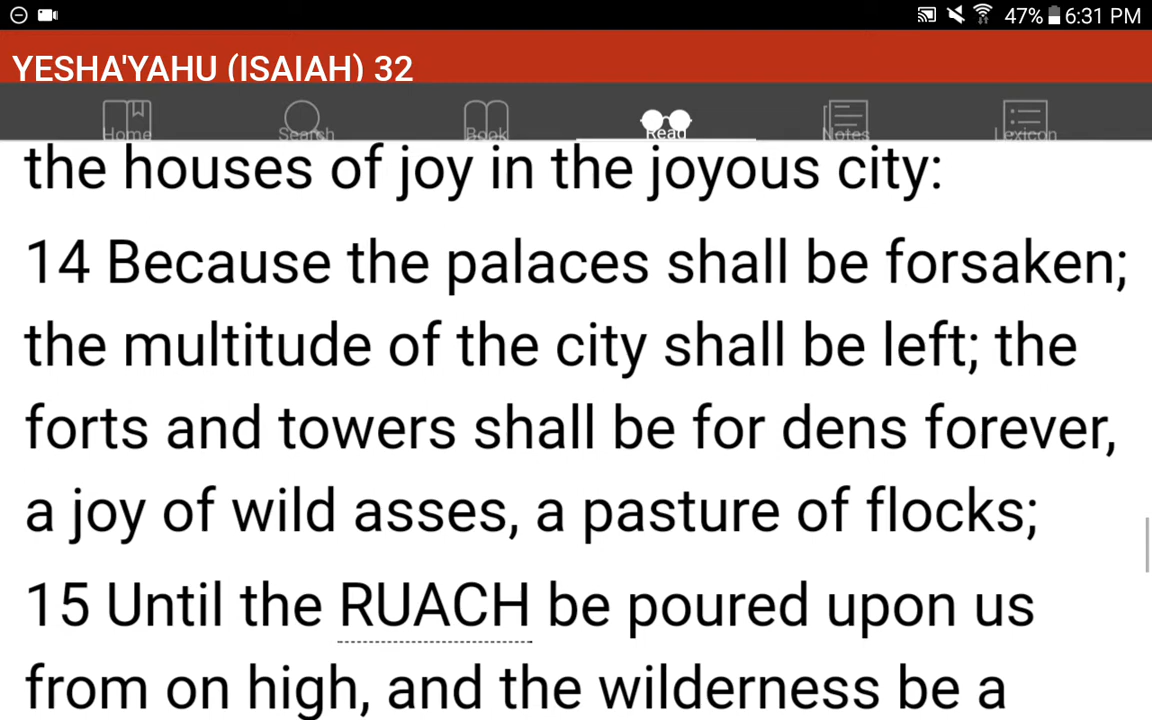 47% 6:31 PM
YESHA'YAHU (ISAIAH) 32
Home Search Book Read Notes Lexicon
the houses of joy in the joyous city:
14 Because the palaces shall be forsaken;
the multitude of the city shall be left; the
forts and towers shall be for dens forever,
a joy of wild asses, a pasture of flocks;
15 Until the RUACH be poured upon us
from on high, and the wilderness be a